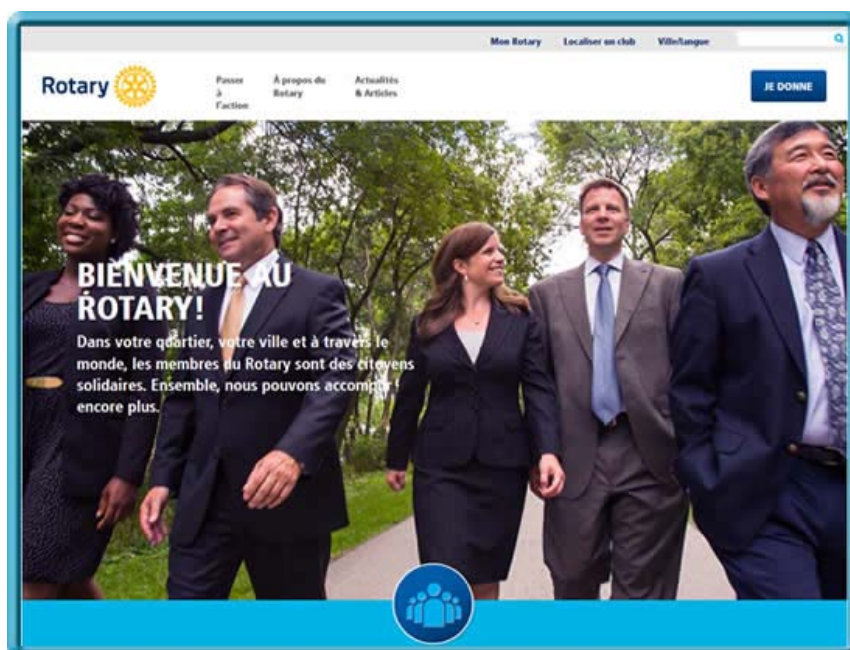 Mon Rotary Localiser un club Ville/langue
Rotary
Passer
à
l'action
À propos du
Rotary
Actualités
& Articles
JE DONNE
BIENVENUE AU
ROTARY!
Dans votre quartier, votre ville et à travers le
monde, les membres du Rotary sont des citoyens
solidaires. Ensemble, nous pouvons accomplir
encore plus.